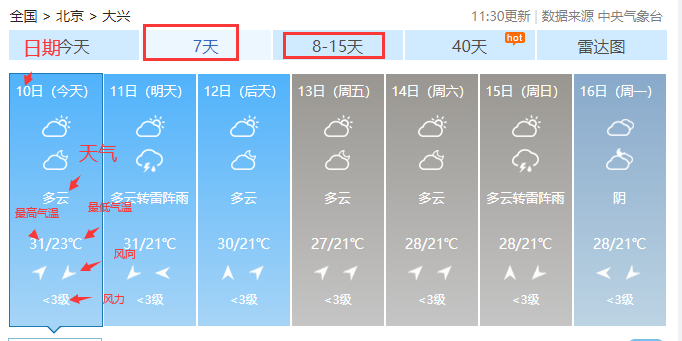 全国 > 北京 > 大兴
11:30更新 | 数据来源 中央气象台
日期今天 7天 8-15天 40天 hot 雷达图
10日（今天） 11日（明天） 12日（后天） 13日（周五） 14日（周六） 15日（周日） 16日（周一）
天气
多云 多云转雷阵雨 多云 多云 多云 多云转雷阵雨 阴
最高气温 最低气温
31/23℃ 31/21℃ 30/21℃ 27/21℃ 28/21℃ 28/21℃ 28/21℃
风向
<3级 风力 <3级 <3级 <3级 <3级 <3级 <3级